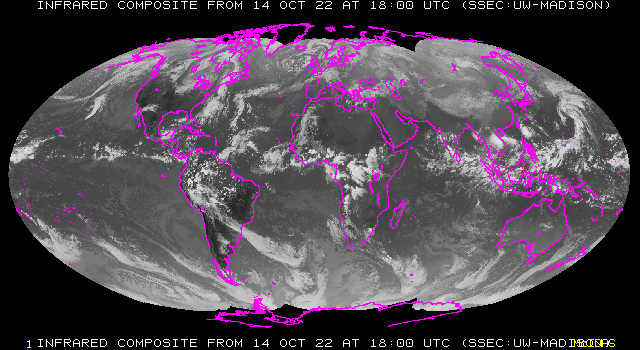 INFRARED COMPOSITE FROM 14 OCT 22 AT 18:00 UTC (SSEC:UW-MADISON)
1 INFRARED COMPOSITE FROM 14 OCT 22 AT 18:00 UTC (SSEC:UW-MADISON)